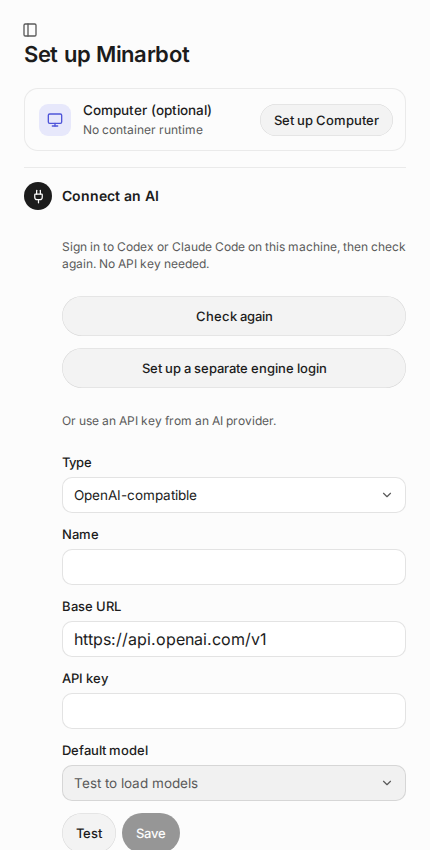 Set up Minarbot
Computer (optional)
No container runtime
Set up Computer
Connect an AI
Sign in to Codex or Claude Code on this machine, then check
again. No API key needed.
Check again
Set up a separate engine login
Or use an API key from an AI provider.
Type
OpenAI-compatible
Name
Base URL
https://api.openai.com/v1
API key
Default model
Test to load models
Test
Save